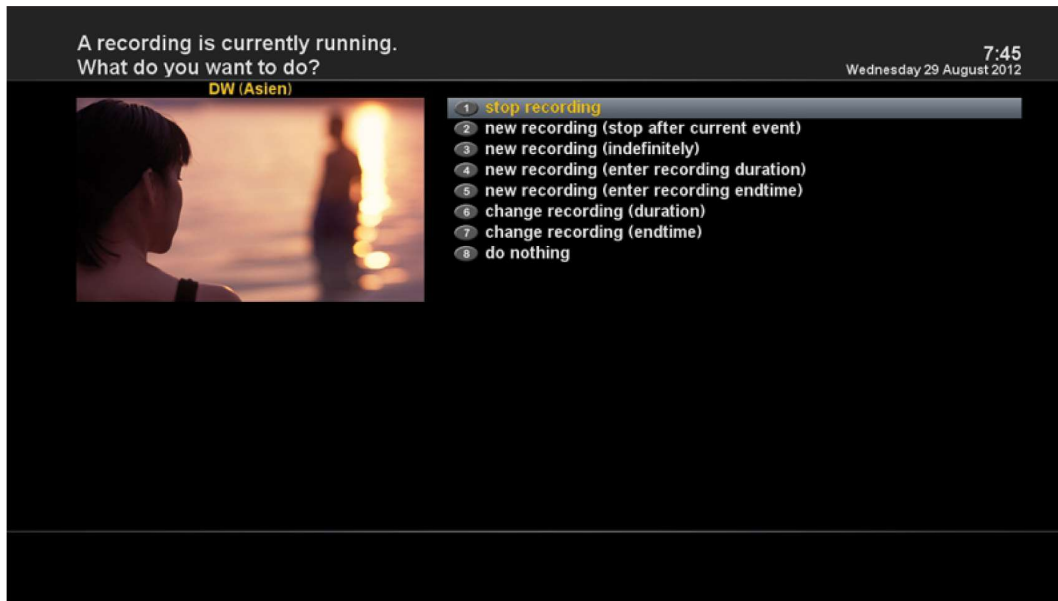 A recording is currently running.
What do you want to do?
7:45
Wednesday 29 August 2012
DW (Asien)
1 stop recording
2 new recording (stop after current event)
3 new recording (indefinitely)
4 new recording (enter recording duration)
5 new recording (enter recording endtime)
6 change recording (duration)
7 change recording (endtime)
8 do nothing